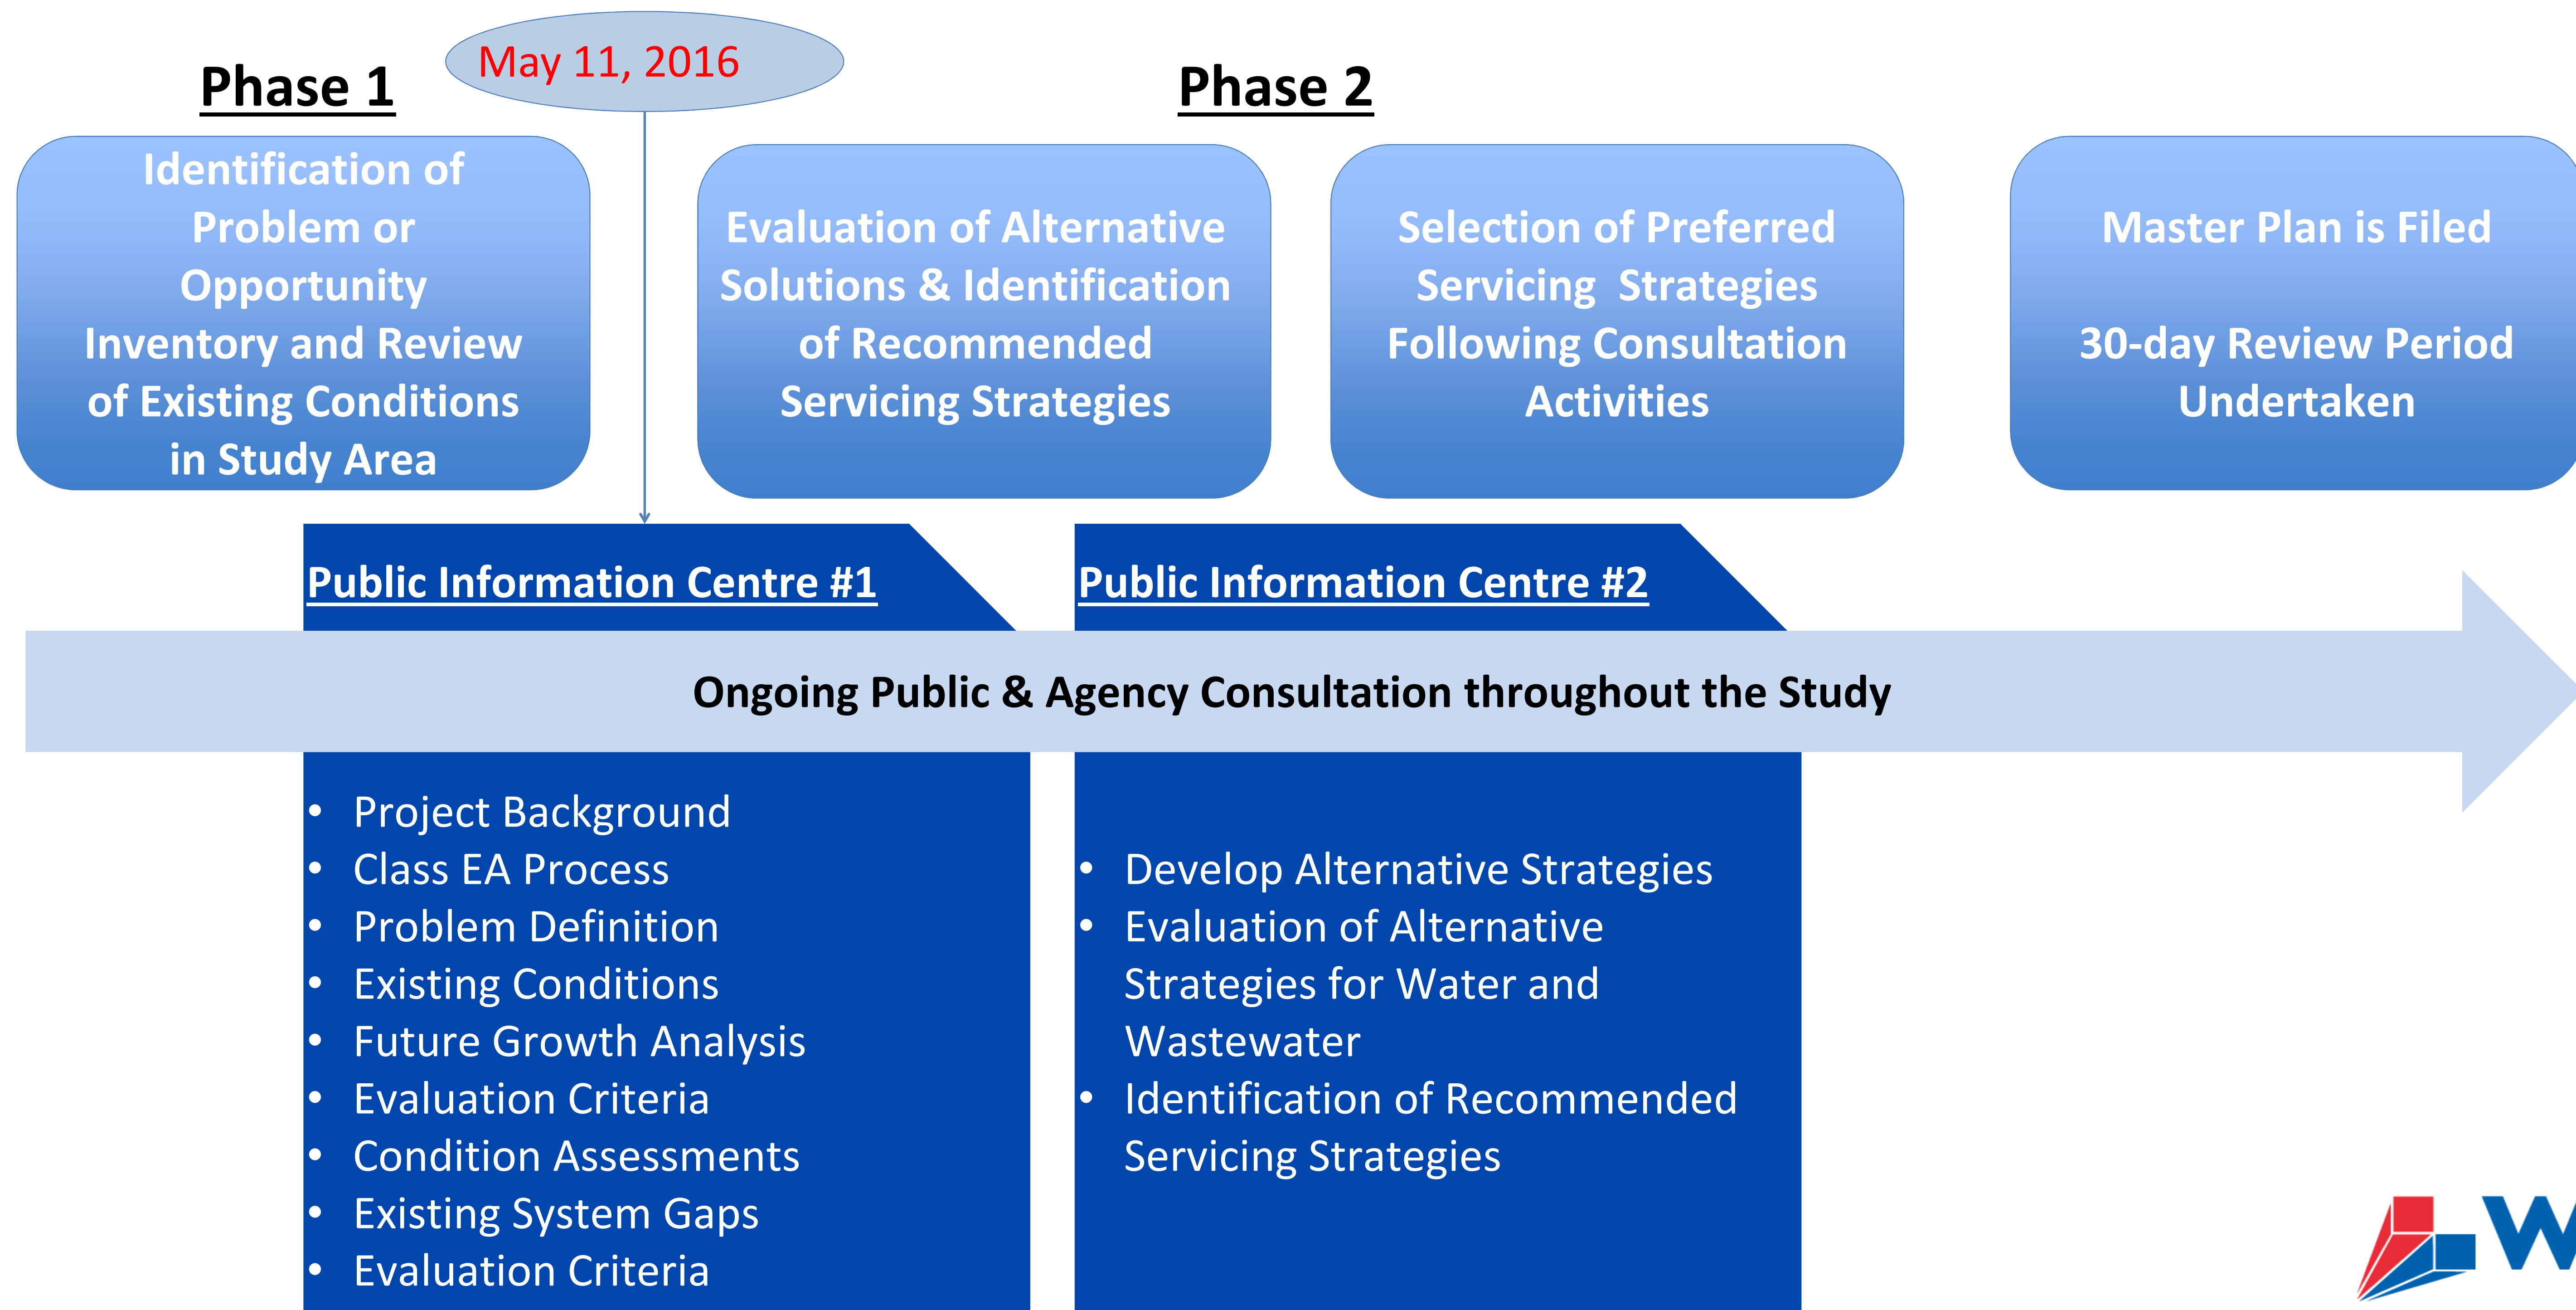 May 11, 2016
Phase 1
Phase 2
Identification of
Problem or
Opportunity
Inventory and Review
of Existing Conditions
in Study Area
Evaluation of Alternative
Solutions & Identification
of Recommended
Servicing Strategies
Selection of Preferred
Servicing Strategies
Following Consultation
Activities
Master Plan is Filed
30-day Review Period
Undertaken
Public Information Centre #1
Public Information Centre #2
Ongoing Public & Agency Consultation throughout the Study
• Project Background
• Class EA Process
• Problem Definition
• Existing Conditions
• Future Growth Analysis
• Evaluation Criteria
• Condition Assessments
• Existing System Gaps
• Evaluation Criteria
• Develop Alternative Strategies
• Evaluation of Alternative
Strategies for Water and
Wastewater
• Identification of Recommended
Servicing Strategies
W